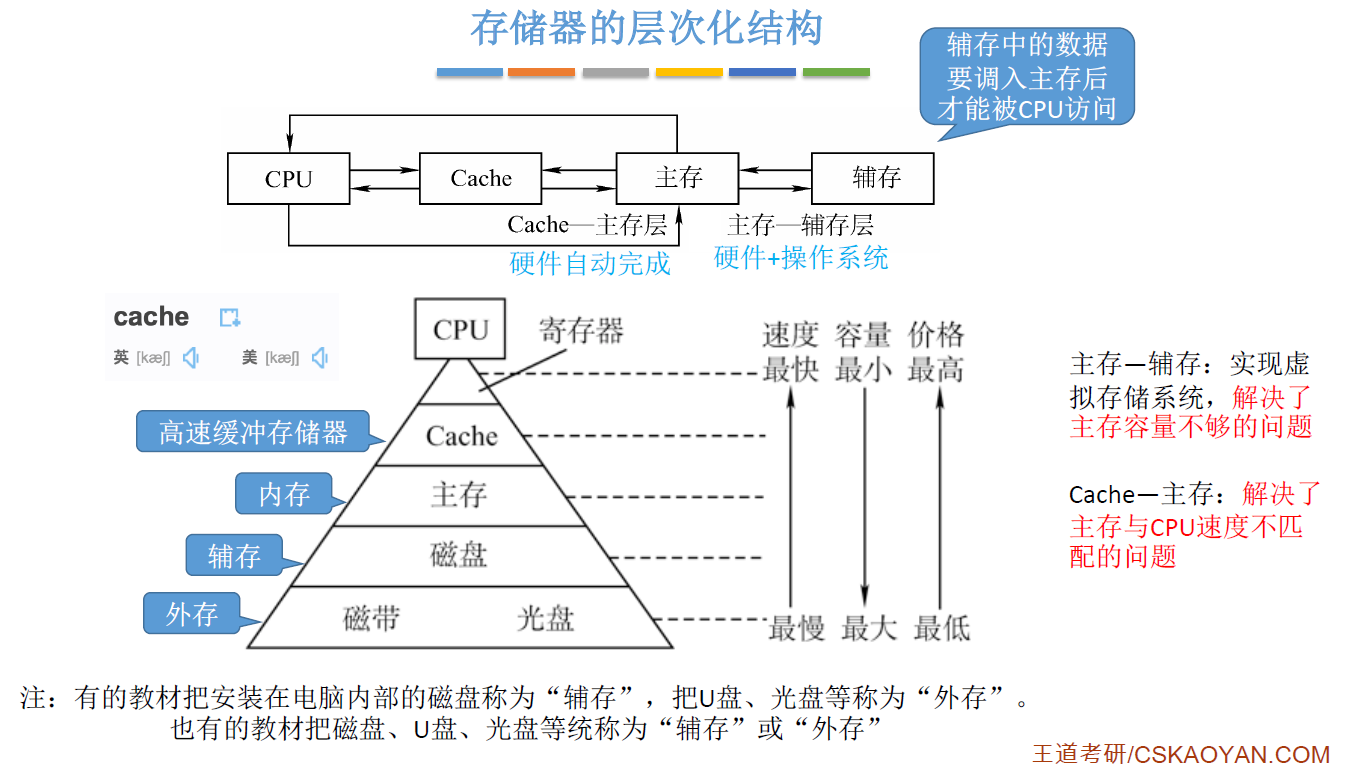 存储器的层次化结构
辅存中的数据
要调入主存后
才能被CPU访问
CPU
Cache
主存
辅存
Cache—主存层
主存—辅存层
硬件自动完成
硬件+操作系统
cache
英 [kæʃ]
美 [kæʃ]
CPU
寄存器
速度 容量 价格
最快 最小 最高
高速缓冲存储器
Cache
内存
主存
辅存
磁盘
外存
磁带
光盘
最慢 最大 最低
主存—辅存：实现虚
拟存储系统，解决了
主存容量不够的问题
Cache—主存：解决了
主存与CPU速度不匹
配的问题
注：有的教材把安装在电脑内部的磁盘称为“辅存”，把U盘、光盘等称为“外存”。
也有的教材把磁盘、U盘、光盘等统称为“辅存”或“外存”
王道考研/CSKAOYAN.COM